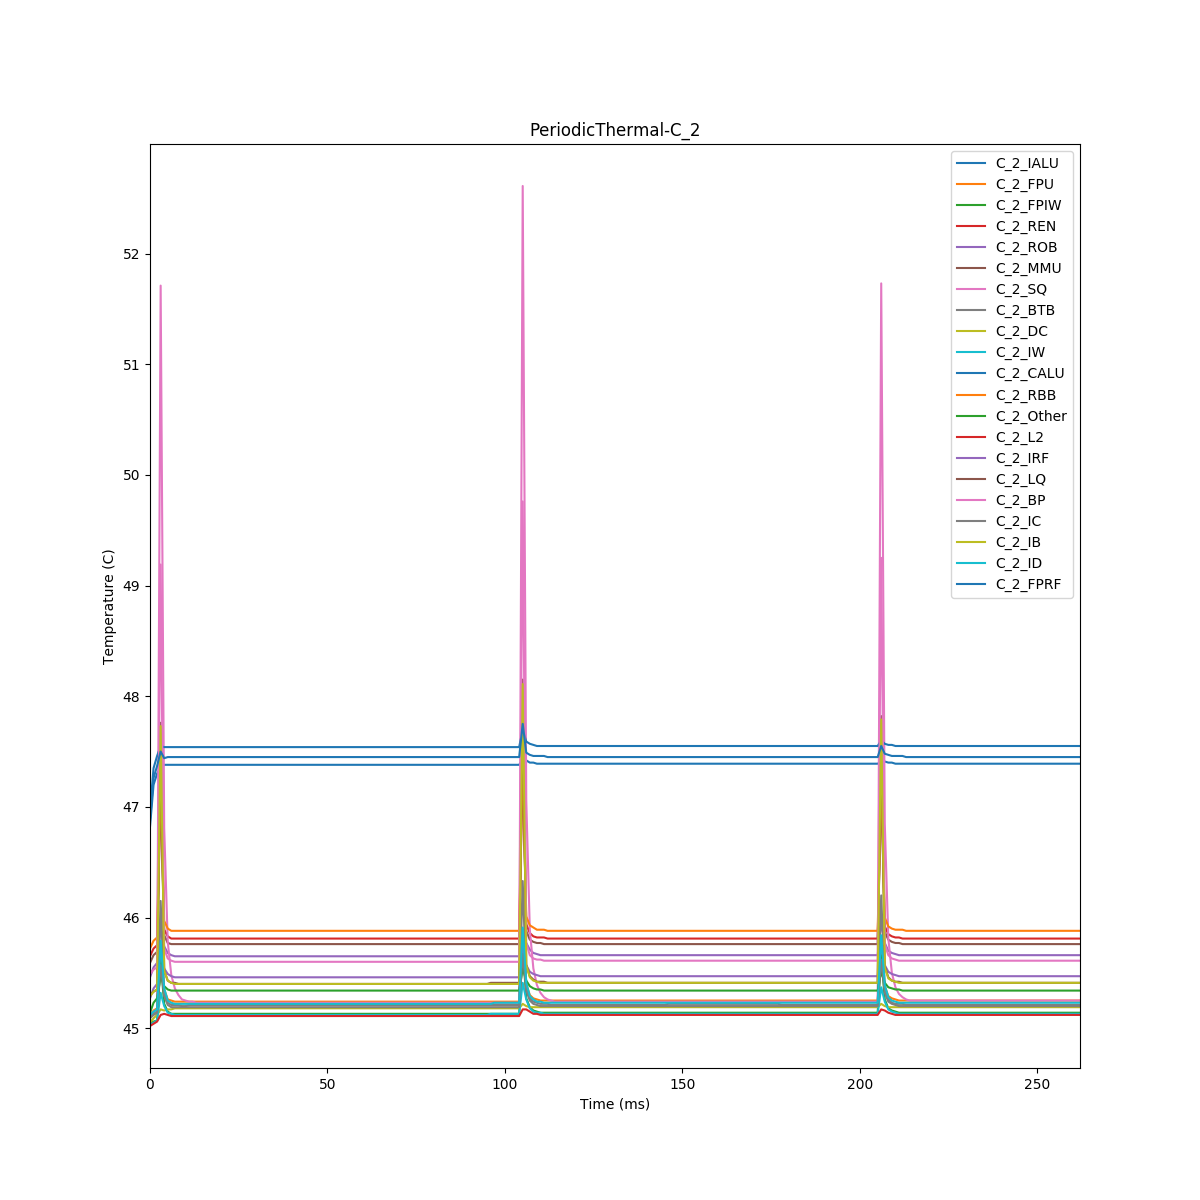 PeriodicThermal-C_2
C_2_IALU
C_2_FPU
C_2_FPIW
C_2_REN
C_2_ROB
C_2_MMU
C_2_SQ
C_2_BTB
C_2_DC
C_2_IW
C_2_CALU
C_2_RBB
C_2_Other
C_2_L2
C_2_IRF
C_2_LQ
C_2_BP
C_2_IC
C_2_IB
C_2_ID
C_2_FPRF
52
51
50
49
48
47
46
45
Temperature (C)
0 50 100 150 200 250
Time (ms)